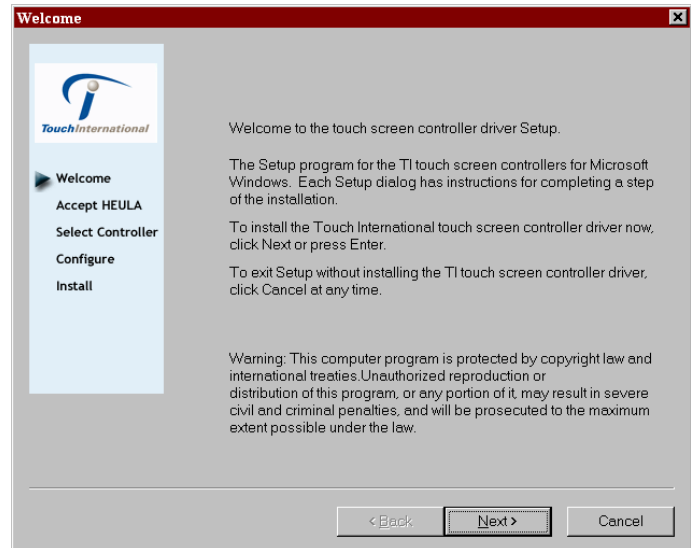 Welcome
TouchInternational
Welcome
Accept HEULA
Select Controller
Configure
Install
Welcome to the touch screen controller driver Setup.
The Setup program for the TI touch screen controllers for Microsoft
Windows. Each Setup dialog has instructions for completing a step
of the installation.
To install the Touch International touch screen controller driver now,
click Next or press Enter.
To exit Setup without installing the TI touch screen controller driver,
click Cancel at any time.
Warning: This computer program is protected by copyright law and
international treaties.Unauthorized reproduction or
distribution of this program, or any portion of it, may result in severe
civil and criminal penalties, and will be prosecuted to the maximum
extent possible under the law.
< Back
Next >
Cancel